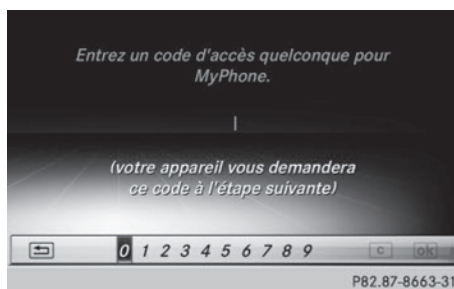 Entrez un code d'accès quelconque pour
MyPhone.
(votre appareil vous demandera
ce code à l'étape suivante)
0 1 2 3 4 5 6 7 8 9 c ok
P82.87-8663-31